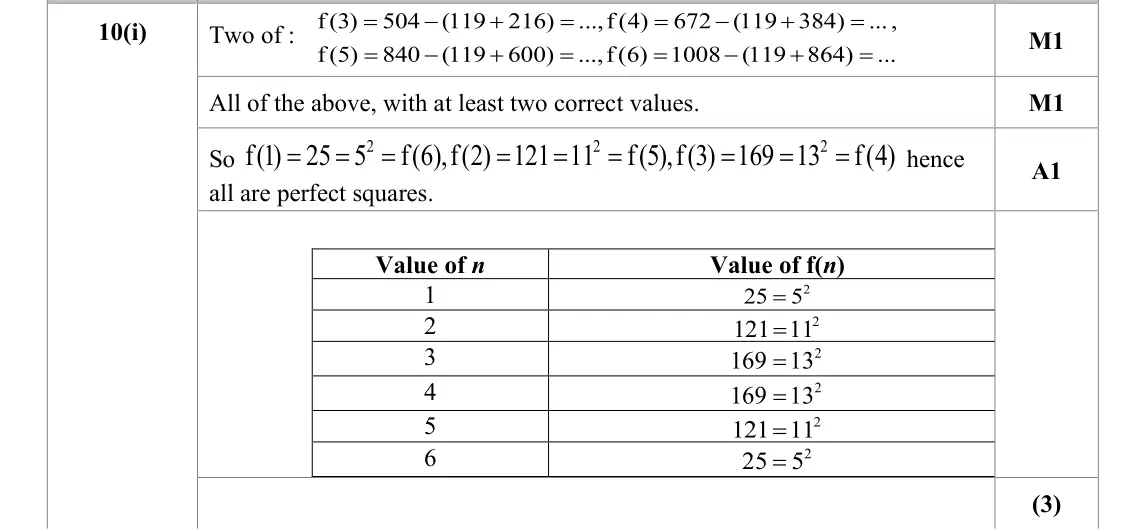 10(i)
Two of : f(3) = 504 − (119 + 216) = ..., f(4) = 672 − (119 + 384) = ... ,
f(5) = 840 − (119 + 600) = ..., f(6) = 1008 − (119 + 864) = ...
M1
All of the above, with at least two correct values.
M1
So f(1) = 25 = 5² = f(6), f(2) = 121 = 11² = f(5), f(3) = 169 = 13² = f(4) hence
all are perfect squares.
A1
Value of n Value of f(n)
1 25 = 5²
2 121 = 11²
3 169 = 13²
4 169 = 13²
5 121 = 11²
6 25 = 5²
(3)